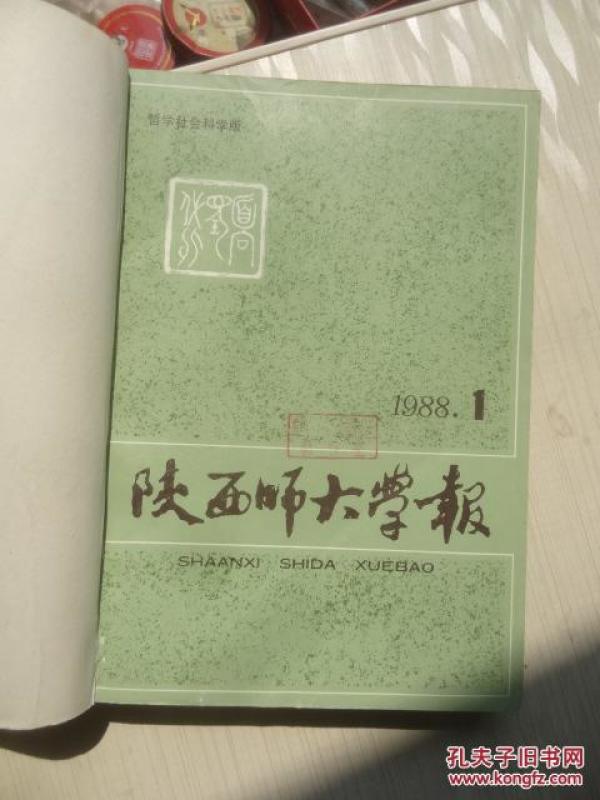 哲学社会科学版
1988.1
陕西师大学报
SHAANXI SHIDA XUEBAO
孔夫子旧书网
www.kongfz.com